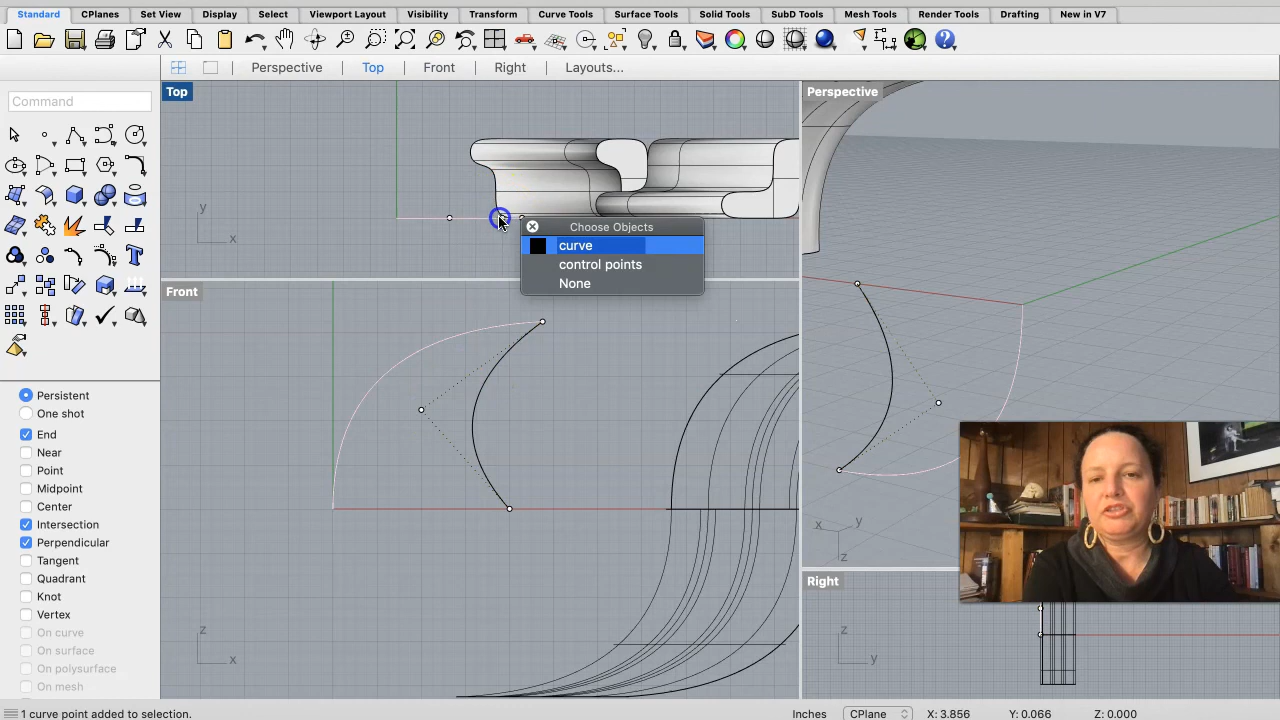 Standard CPlanes Set View Display Select Viewport Layout Visibility Transform Curve Tools Surface Tools Solid Tools SubD Tools Mesh Tools Render Tools Drafting New in V7
Perspective Top Front Right Layouts...
Command
Top
Perspective
y
x
Choose Objects
curve
control points
None
Front
z
x
x
y
z
Right
z
y
Persistent
One shot
End
Near
Point
Midpoint
Center
Intersection
Perpendicular
Tangent
Quadrant
Knot
Vertex
On curve
On surface
On polysurface
On mesh
1 curve point added to selection.
Inches CPlane X: 3.856 Y: 0.066 Z: 0.000